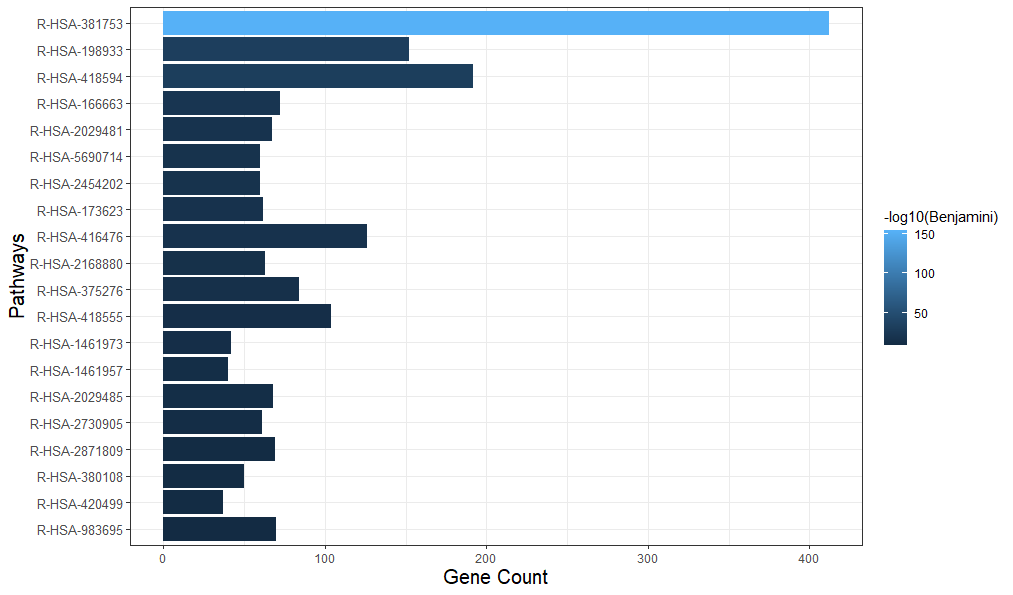 R-HSA-381753
R-HSA-198933
R-HSA-418594
R-HSA-166663
R-HSA-2029481
R-HSA-5690714
R-HSA-2454202
R-HSA-173623
R-HSA-416476
R-HSA-2168880
R-HSA-375276
R-HSA-418555
R-HSA-1461973
R-HSA-1461957
R-HSA-2029485
R-HSA-2730905
R-HSA-2871809
R-HSA-380108
R-HSA-420499
R-HSA-983695
Pathways
0 100 200 300 400
Gene Count
-log10(Benjamini)
150
100
50